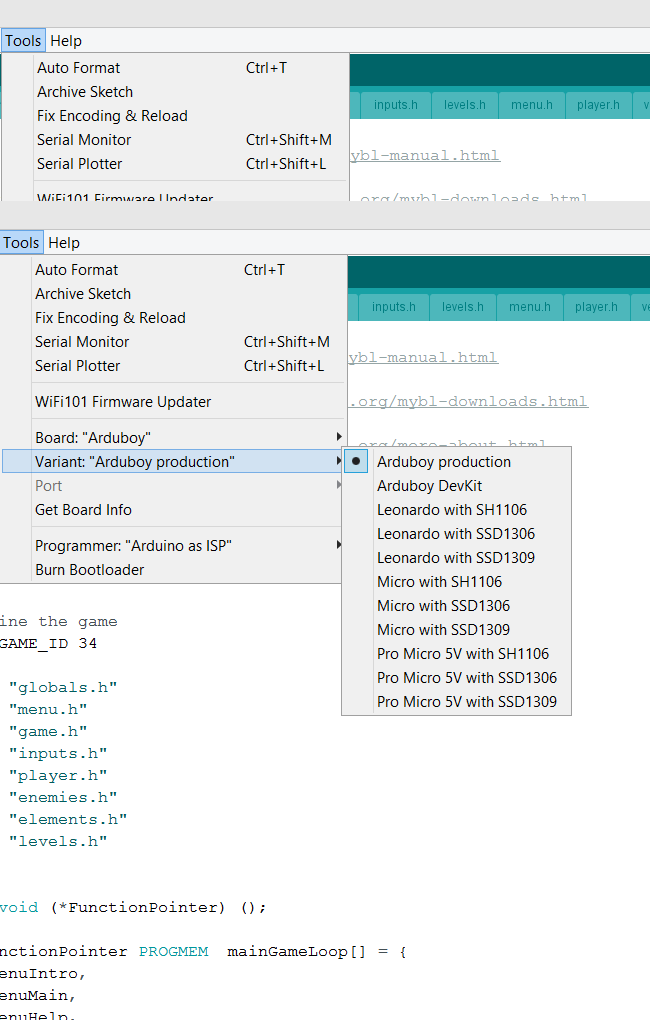 Tools Help
Auto Format Ctrl+T
Archive Sketch
inputs.h levels.h menu.h player.h
Fix Encoding & Reload
Serial Monitor Ctrl+Shift+M
ybl-manual.html
Serial Plotter Ctrl+Shift+L
WiFi101 Firmware Updater
.org/mybl-downloads.html
Tools Help
Auto Format Ctrl+T
Archive Sketch
inputs.h levels.h menu.h player.h ve
Fix Encoding & Reload
Serial Monitor Ctrl+Shift+M
ybl-manual.html
Serial Plotter Ctrl+Shift+L
WiFi101 Firmware Updater
.org/mybl-downloads.html
Board: "Arduboy"
.org/more-about.html
Variant: "Arduboy production"
Port
Get Board Info
Programmer: "Arduino as ISP"
Burn Bootloader
Arduboy production
Arduboy DevKit
Leonardo with SH1106
Leonardo with SSD1306
Leonardo with SSD1309
Micro with SH1106
Micro with SSD1306
Micro with SSD1309
Pro Micro 5V with SH1106
Pro Micro 5V with SSD1306
Pro Micro 5V with SSD1309
ine the game
GAME_ID 34
"globals.h"
"menu.h"
"game.h"
"inputs.h"
"player.h"
"enemies.h"
"elements.h"
"levels.h"
void (*FunctionPointer) ();
nctionPointer PROGMEM mainGameLoop[] = {
enuIntro,
enuMain,
enuHelp,